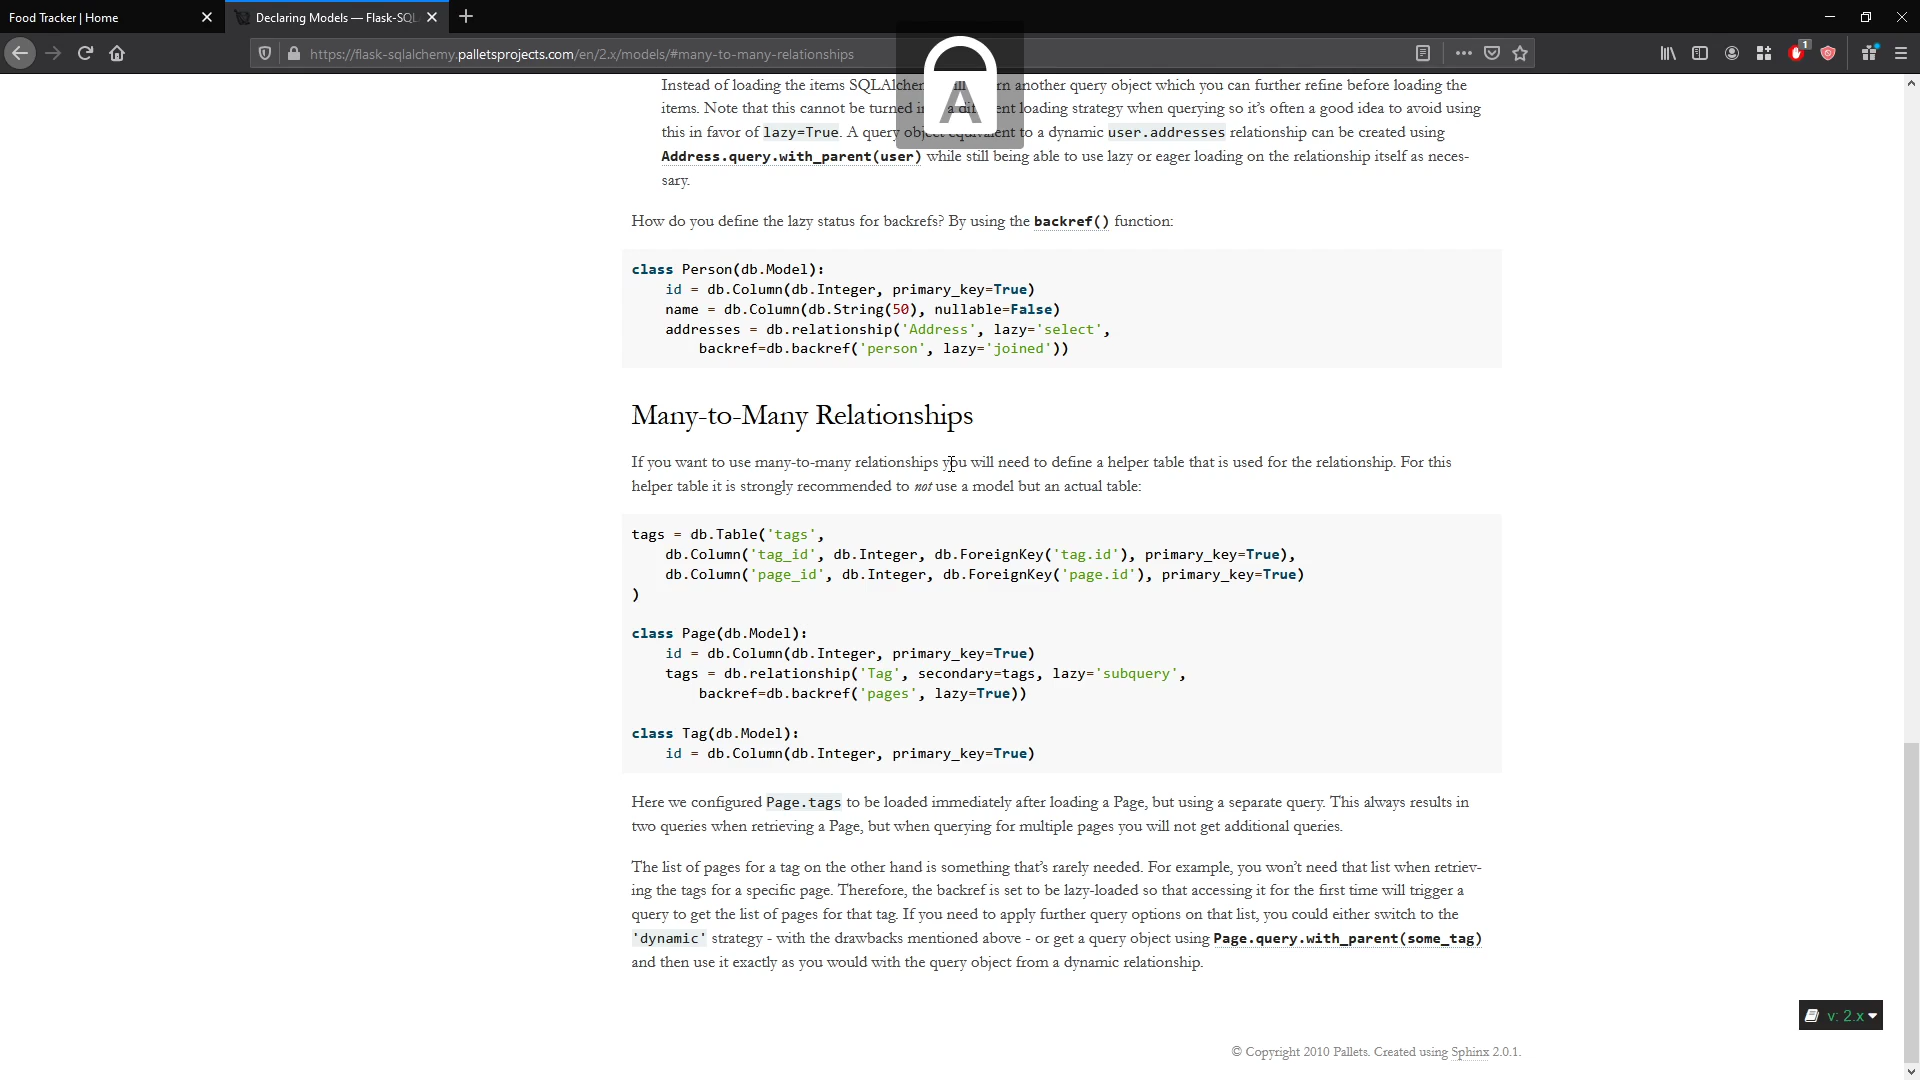 Food Tracker | Home
Declaring Models — Flask-SQL
https://flask-sqlalchemy.palletsprojects.com/en/2.x/models/#many-to-many-relationships
1
A
Instead of loading the items SQLAlchem another query object which you can further refine before loading the
items. Note that this cannot be turned loading strategy when querying so it's often a good idea to avoid using
this in favor of lazy=True. A query object equivalent to a dynamic user.addresses relationship can be created using
Address.query.with_parent(user) while still being able to use lazy or eager loading on the relationship itself as neces-
sary.
How do you define the lazy status for backrefs? By using the backref() function:
class Person(db.Model):
    id = db.Column(db.Integer, primary_key=True)
    name = db.Column(db.String(50), nullable=False)
    addresses = db.relationship('Address', lazy='select',
        backref=db.backref('person', lazy='joined'))
Many-to-Many Relationships
If you want to use many-to-many relationships you will need to define a helper table that is used for the relationship. For this
helper table it is strongly recommended to not use a model but an actual table:
tags = db.Table('tags',
    db.Column('tag_id', db.Integer, db.ForeignKey('tag.id'), primary_key=True),
    db.Column('page_id', db.Integer, db.ForeignKey('page.id'), primary_key=True)
)
class Page(db.Model):
    id = db.Column(db.Integer, primary_key=True)
    tags = db.relationship('Tag', secondary=tags, lazy='subquery',
        backref=db.backref('pages', lazy=True))
class Tag(db.Model):
    id = db.Column(db.Integer, primary_key=True)
Here we configured Page.tags to be loaded immediately after loading a Page, but using a separate query. This always results in
two queries when retrieving a Page, but when querying for multiple pages you will not get additional queries.
The list of pages for a tag on the other hand is something that's rarely needed. For example, you won't need that list when retriev-
ing the tags for a specific page. Therefore, the backref is set to be lazy-loaded so that accessing it for the first time will trigger a
query to get the list of pages for that tag. If you need to apply further query options on that list, you could either switch to the
'dynamic' strategy - with the drawbacks mentioned above - or get a query object using Page.query.with_parent(some_tag)
and then use it exactly as you would with the query object from a dynamic relationship.
v: 2.x
© Copyright 2010 Pallets. Created using Sphinx 2.0.1.